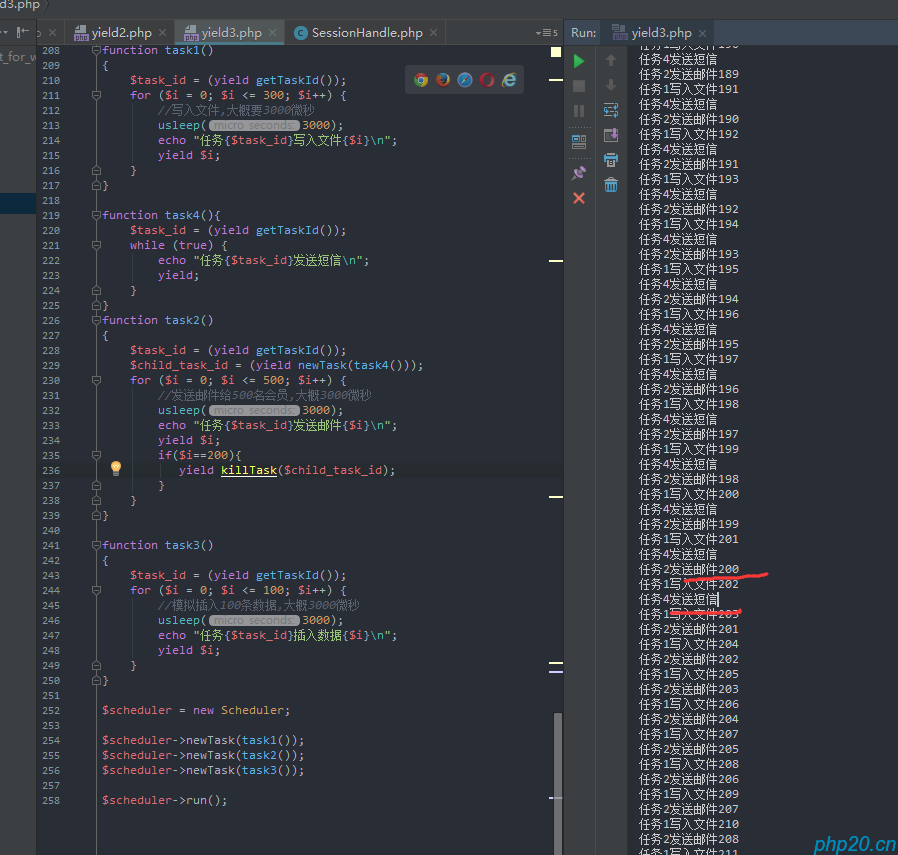 d3.php
yield2.php
yield3.php
SessionHandle.php
5
Run:
yield3.php
t_for_w
208 function task1()
209 {
210 $task_id = (yield getTaskId());
211 for ($i = 0; $i <= 300; $i++) {
212 //写入文件,大概要3000微秒
213 usleep( micro_seconds: 3000);
214 echo "任务{$task_id}写入文件{$i}\n";
215 yield $i;
216 }
217 }
218
219 function task4(){
220 $task_id = (yield getTaskId());
221 while (true) {
222 echo "任务{$task_id}发送短信\n";
223 yield;
224 }
225 }
226 function task2()
227 {
228 $task_id = (yield getTaskId());
229 $child_task_id = (yield newTask(task4()));
230 for ($i = 0; $i <= 500; $i++) {
231 //发送邮件给500名会员,大概3000微秒
232 usleep( micro_seconds: 3000);
233 echo "任务{$task_id}发送邮件{$i}\n";
234 yield $i;
235 if($i==200){
236 yield killTask($child_task_id);
237 }
238 }
239 }
240
241 function task3()
242 {
243 $task_id = (yield getTaskId());
244 for ($i = 0; $i <= 100; $i++) {
245 //模拟插入100条数据,大概3000微秒
246 usleep( micro_seconds: 3000);
247 echo "任务{$task_id}插入数据{$i}\n";
248 yield $i;
249 }
250 }
251
252 $scheduler = new Scheduler;
253
254 $scheduler->newTask(task1());
255 $scheduler->newTask(task2());
256 $scheduler->newTask(task3());
257
258 $scheduler->run();
任务1写入文件190
任务4发送短信
任务2发送邮件189
任务1写入文件191
任务4发送短信
任务2发送邮件190
任务1写入文件192
任务4发送短信
任务2发送邮件191
任务1写入文件193
任务4发送短信
任务2发送邮件192
任务1写入文件194
任务4发送短信
任务2发送邮件193
任务1写入文件195
任务4发送短信
任务2发送邮件194
任务1写入文件196
任务4发送短信
任务2发送邮件195
任务1写入文件197
任务4发送短信
任务2发送邮件196
任务1写入文件198
任务4发送短信
任务2发送邮件197
任务1写入文件199
任务4发送短信
任务2发送邮件198
任务1写入文件200
任务4发送短信
任务2发送邮件199
任务1写入文件201
任务4发送短信
任务2发送邮件200
任务1写入文件202
任务4发送短信
任务1写入文件203
任务2发送邮件201
任务1写入文件204
任务2发送邮件202
任务1写入文件205
任务2发送邮件203
任务1写入文件206
任务2发送邮件204
任务1写入文件207
任务2发送邮件205
任务1写入文件208
任务2发送邮件206
任务1写入文件209
任务2发送邮件207
任务1写入文件210
任务2发送邮件208
任务1写入文件211
php20.cn